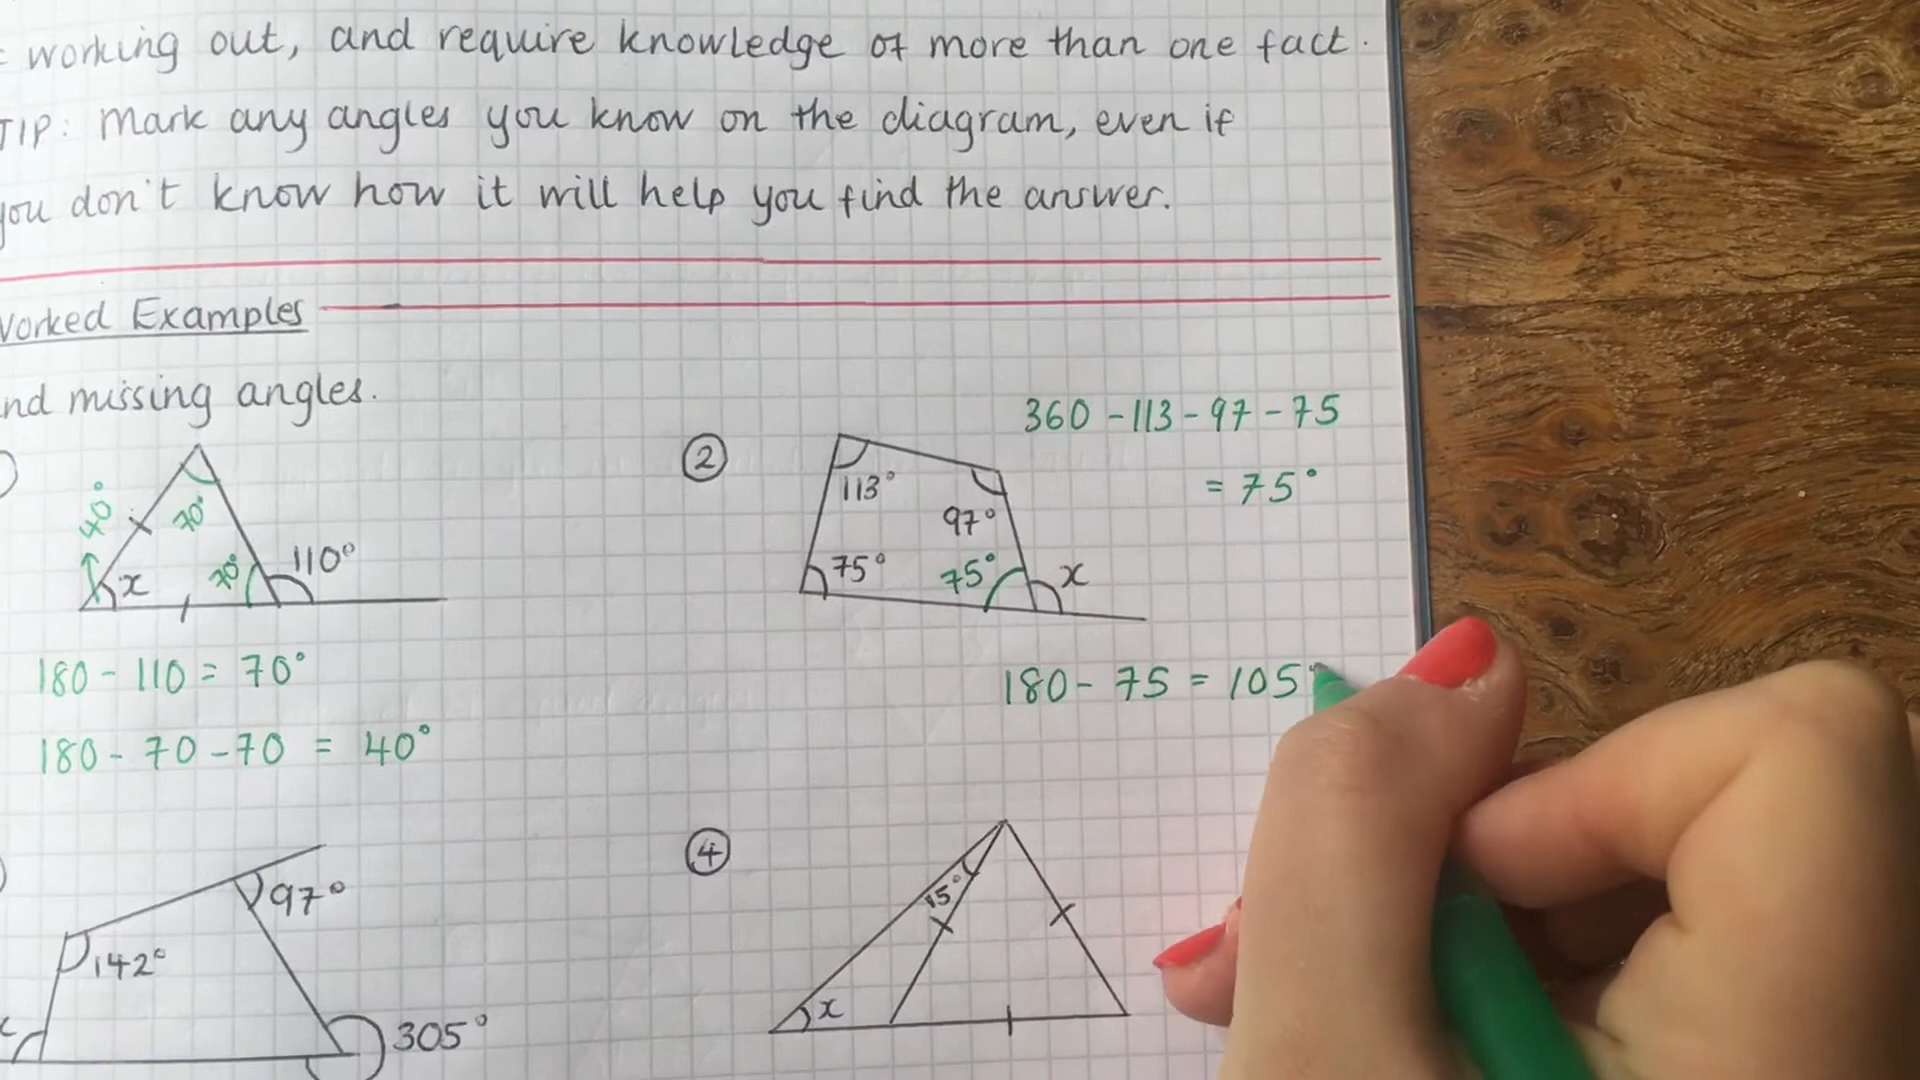 working out, and require knowledge of more than one fact.
TIP: Mark any angles you know on the diagram, even if
you don't know how it will help you find the answer.
Worked Examples
nd missing angles.
40°
70°
x
70°
110°
180 - 110 = 70°
180 - 70 - 70 = 40°
2
360 - 113 - 97 - 75
= 75°
113°
97°
75°
75°
x
180 - 75 = 105°
97°
142°
305°
4
15°
x